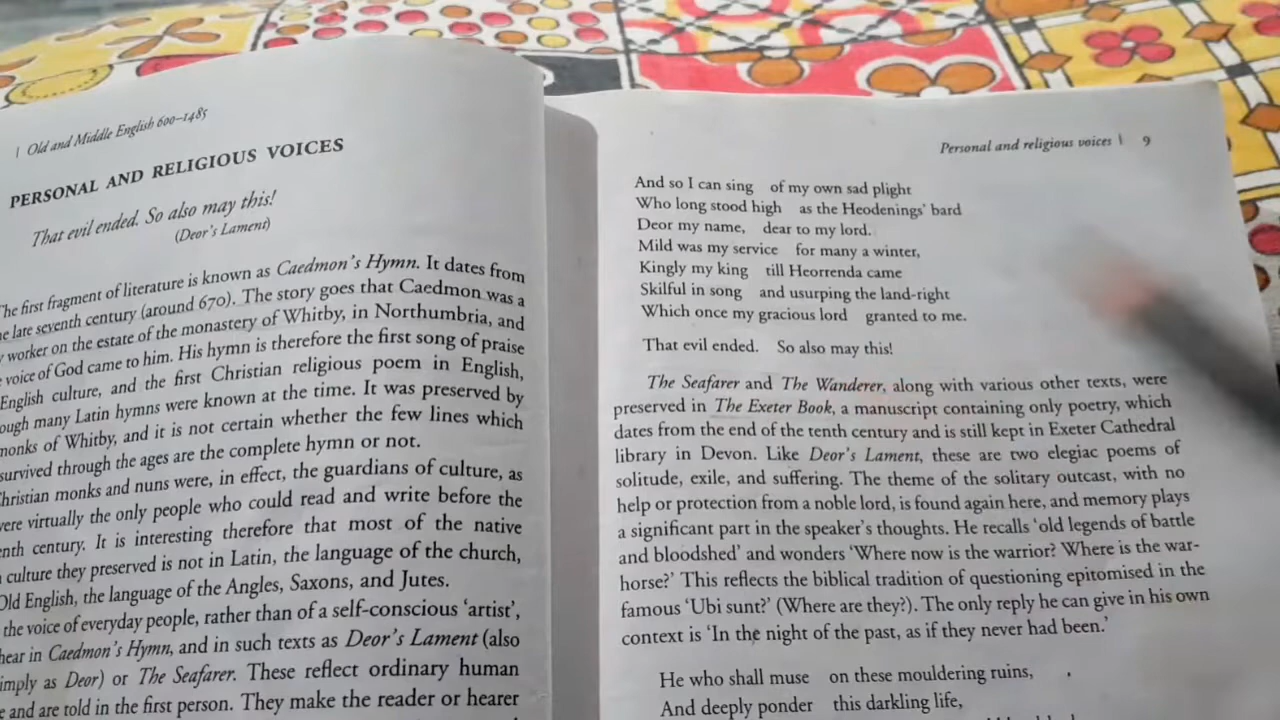 | Old and Middle English 600–1485
PERSONAL AND RELIGIOUS VOICES
That evil ended. So also may this!
(Deor's Lament)
The first fragment of literature is known as Caedmon's Hymn. It dates from
late seventh century (around 670). The story goes that Caedmon was a
worker on the estate of the monastery of Whitby, in Northumbria, and
voice of God came to him. His hymn is therefore the first song of praise
English culture, and the first Christian religious poem in English,
many Latin hymns were known at the time. It was preserved by
monks of Whitby, and it is not certain whether the few lines which
survived through the ages are the complete hymn or not.
Christian monks and nuns were, in effect, the guardians of culture, as
were virtually the only people who could read and write before the
century. It is interesting therefore that most of the native
culture they preserved is not in Latin, the language of the church,
Old English, the language of the Angles, Saxons, and Jutes.
the voice of everyday people, rather than of a self-conscious 'artist',
hear in Caedmon's Hymn, and in such texts as Deor's Lament (also
simply as Deor) or The Seafarer. These reflect ordinary human
and are told in the first person. They make the reader or hearer
Personal and religious voices | 9
And so I can sing of my own sad plight
Who long stood high as the Heodenings' bard
Deor my name, dear to my lord.
Mild was my service for many a winter,
Kingly my king till Heorrenda came
Skilful in song and usurping the land-right
Which once my gracious lord granted to me.
That evil ended. So also may this!
The Seafarer and The Wanderer, along with various other texts, were
preserved in The Exeter Book, a manuscript containing only poetry, which
dates from the end of the tenth century and is still kept in Exeter Cathedral
library in Devon. Like Deor's Lament, these are two elegiac poems of
solitude, exile, and suffering. The theme of the solitary outcast, with no
help or protection from a noble lord, is found again here, and memory plays
a significant part in the speaker's thoughts. He recalls 'old legends of battle
and bloodshed' and wonders 'Where now is the warrior? Where is the war-
horse?' This reflects the biblical tradition of questioning epitomised in the
famous 'Ubi sunt?' (Where are they?). The only reply he can give in his own
context is 'In the night of the past, as if they never had been.'
He who shall muse on these mouldering ruins,
And deeply ponder this darkling life,